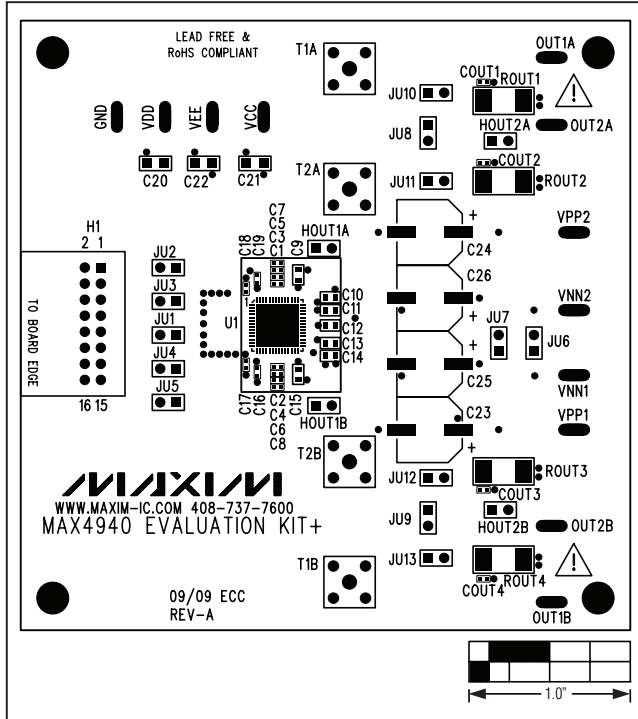 LEAD FREE &
RoHS COMPLIANT
T1A
OUT1A
COUT1
ROUT1
JU10
GND
VDD
VEE
VCC
JU8
HOUT2A
OUT2A
COUT2
C20
C22
C21
T2A
JU11
ROUT2
H1
2 1
C7
C5
C3
C1
C18
C19
C9
HOUT1A
C24
VPP2
JU2
C26
JU3
C10
C11
VNN2
TO BOARD EDGE
JU1
1
U1
C12
JU7
JU6
C13
JU4
C14
C25
VNN1
JU5
16 15
C17
C16
C2
C4
C6
C8
C15
HOUT1B
C23
VPP1
T2B
MAXIM
WWW.MAXIM-IC.COM 408-737-7600
MAX4940 EVALUATION KIT+
JU12
ROUT3
COUT3
JU9
HOUT2B
OUT2B
T1B
JU13
ROUT4
COUT4
09/09 ECC
REV-A
OUT1B
1.0"